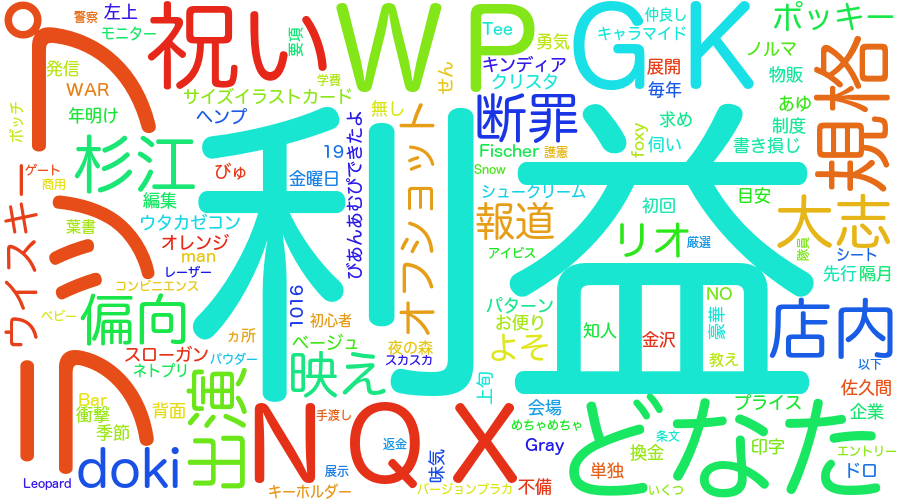 警察
左上
モニター
祝い
要項
WP
Tee
勇気
仲良し
キャラマイド
GK
ポッキー
ノルマ
物販
規格
発信
WAR
年明け
学習
サイズイラストカード
無し
せん
キンディア
クリスタ
展開
毎年
あゆ
制度
書き損じ
ポッチ
ヘンプ
オフショット
断罪
foxy
求め
伺い
ラップ
杉江
利益
19
金曜日
びあんあむぴできたよ
Fischer
護憲
Snow
シュークリーム
初回
目安
ゲート
商用
編集
びゅ
ウイスキー
葉書
ウタカゼコン
オレンジ
man
レーザー
コンビニエンス
報道
アイビス
リオ
厳選
大志
隊員
シート
先行
隔月
ベビー
偏向
1016
初心者
ヵ所
スローガン
ネトプリ
パウダー
ベージュ
映え
夜の森
スカスカ
パターン
お便り
よそ
知人
金沢
NO
豪華
教え
店内
以下
出演
上旬
佐久間
Bar
衝撃
季節
背面
NQX
手渡し
返金
展示
味気
会場
めちゃめちゃ
Gray
どなた
プライス
企業
印字
条文
換金
単独
いくつ
エントリー
ドロ
Leopard
doki
キーホルダー
バージョンプラカ
不備